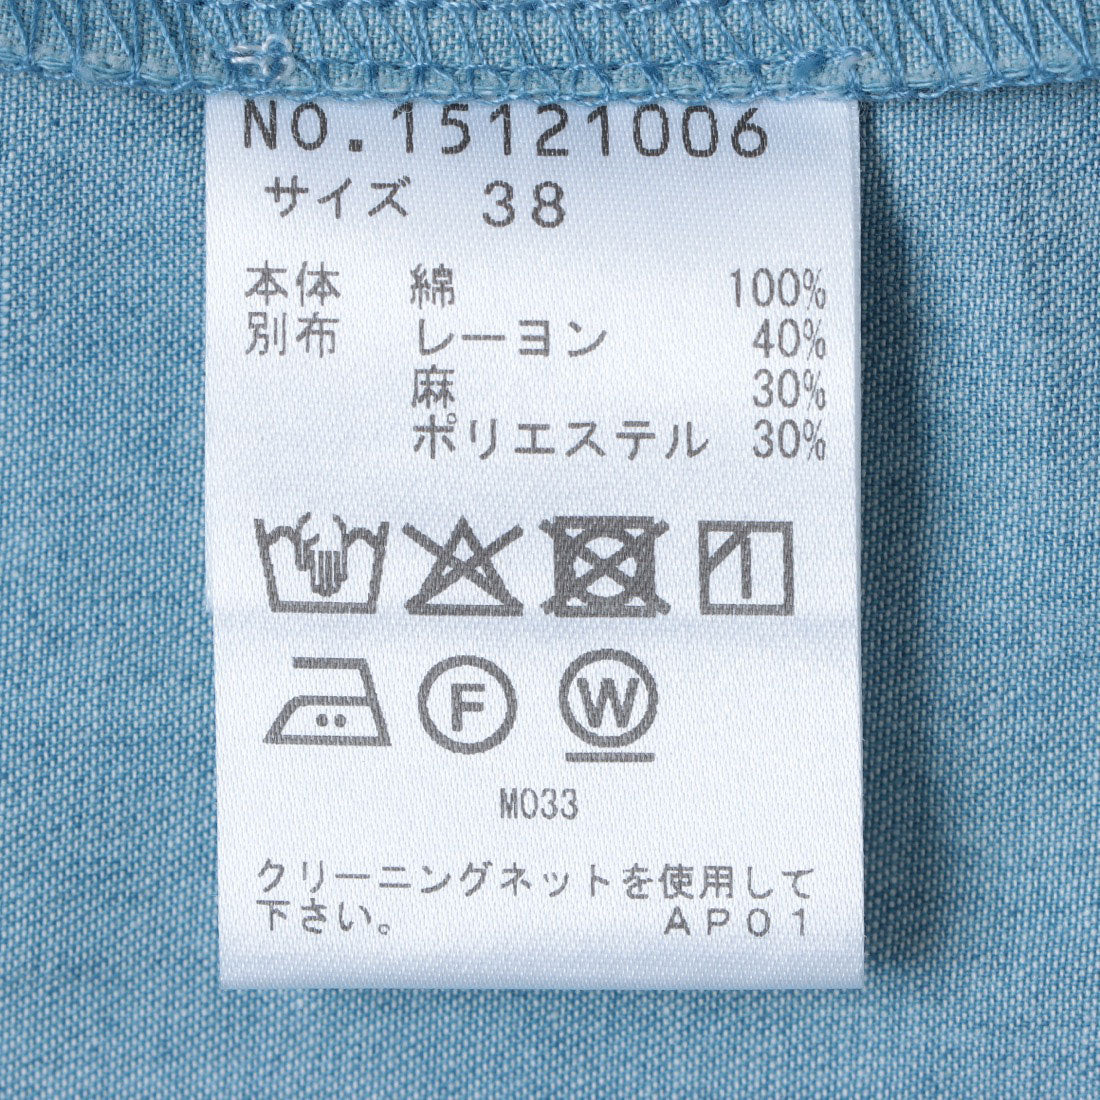 NO.15121006
サイズ 38
本体 綿 100%
別布 レーヨン 40%
麻 30%
ポリエステル 30%
F W
M033
クリーニングネットを使用して
下さい。 AP01